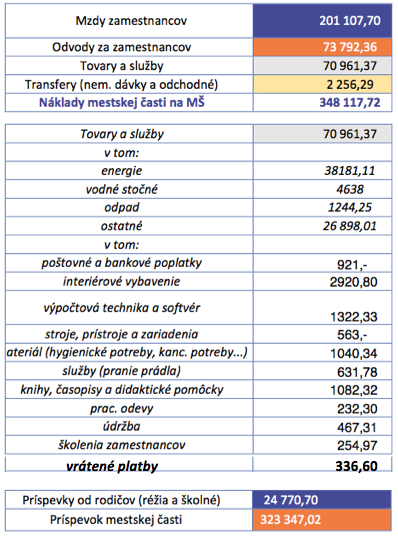 Mzdy zamestnancov 201 107,70
Odvody za zamestnancov 73 792,36
Tovary a služby 70 961,37
Transfery (nem. dávky a odchodné) 2 256,29
Náklady mestskej časti na MŠ 348 117,72
Tovary a služby 70 961,37
v tom:
energie 38181,11
vodné stočné 4638
odpad 1244,25
ostatné 26 898,01
v tom:
poštovné a bankové poplatky 921,-
interiérové vybavenie 2920,80
výpočtová technika a softvér 1322,33
stroje, prístroje a zariadenia 563,-
ateriál (hygienické potreby, kanc. potreby...) 1040,34
služby (pranie prádla) 631,78
knihy, časopisy a didaktické pomôcky 1082,32
prac. odevy 232,30
údržba 467,31
školenia zamestnancov 254,97
vrátené platby 336,60
Príspevky od rodičov (réžia a školné) 24 770,70
Príspevok mestskej časti 323 347,02